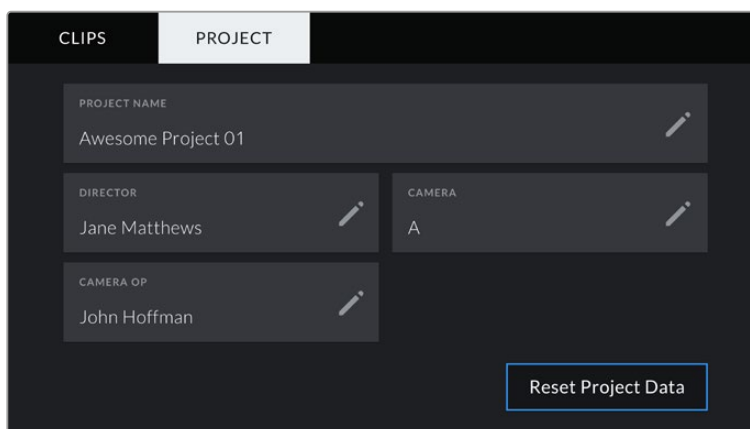 CLIPS
PROJECT
PROJECT NAME
Awesome Project 01
DIRECTOR
Jane Matthews
CAMERA
A
CAMERA OP
John Hoffman
Reset Project Data